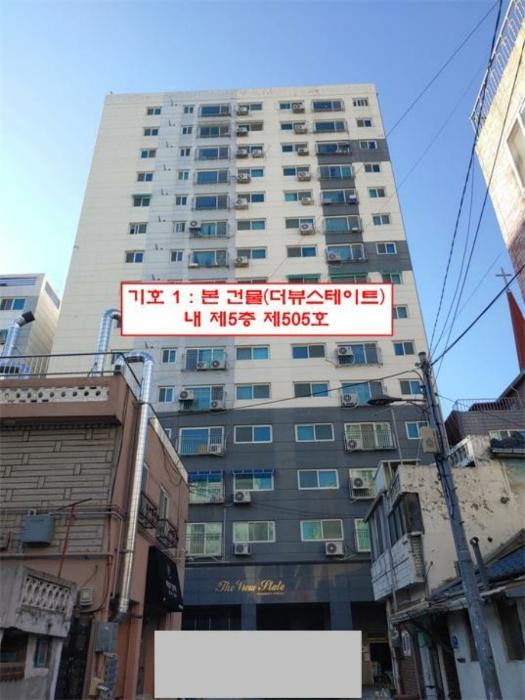 기호 1 : 본 건물(더뷰스테이트)
내 제5층 제505호
The View State